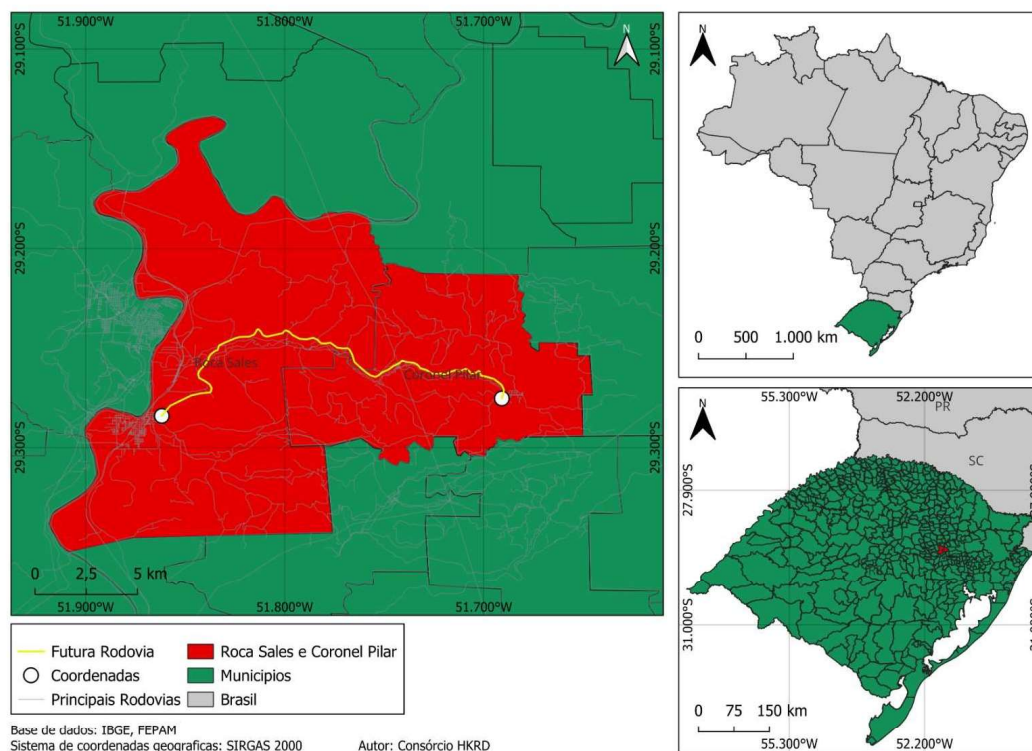 51.900°W 51.800°W 51.700°W
N
29.100°S 29.100°S
29.200°S 29.200°S
Roca Sales
Coronel Pilar
29.300°S 29.300°S
0 2,5 5 km
51.900°W 51.800°W 51.700°W
Futura Rodovia
Coordenadas
Principais Rodovias
Roca Sales e Coronel Pilar
Municípios
Brasil
Base de dados: IBGE, FEPAM
Sistema de coordenadas geograficas: SIRGAS 2000 Autor: Consórcio HKRD
N
0 500 1.000 km
55.300°W 52.200°W
N
PR
SC
27.900°S
31.000°S
0 75 150 km
55.300°W 52.200°W